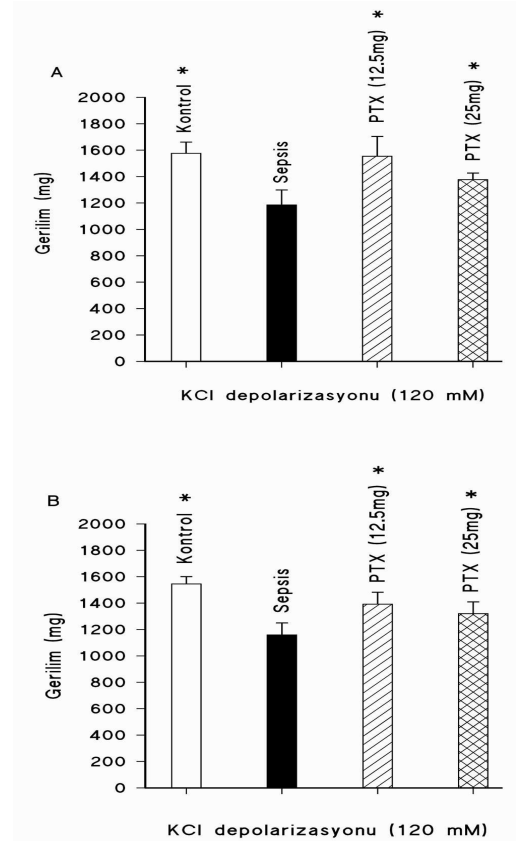 A
Gerilim (mg)
2000
1800
1600
1400
1200
1000
800
600
400
200
0
Kontrol *
Sepsis
PTX (12.5mg) *
PTX (25mg) *
KCl depolarizasyonu (120 mM)
B
Gerilim (mg)
2000
1800
1600
1400
1200
1000
800
600
400
200
0
Kontrol *
Sepsis
PTX (12.5mg) *
PTX (25mg) *
KCl depolarizasyonu (120 mM)